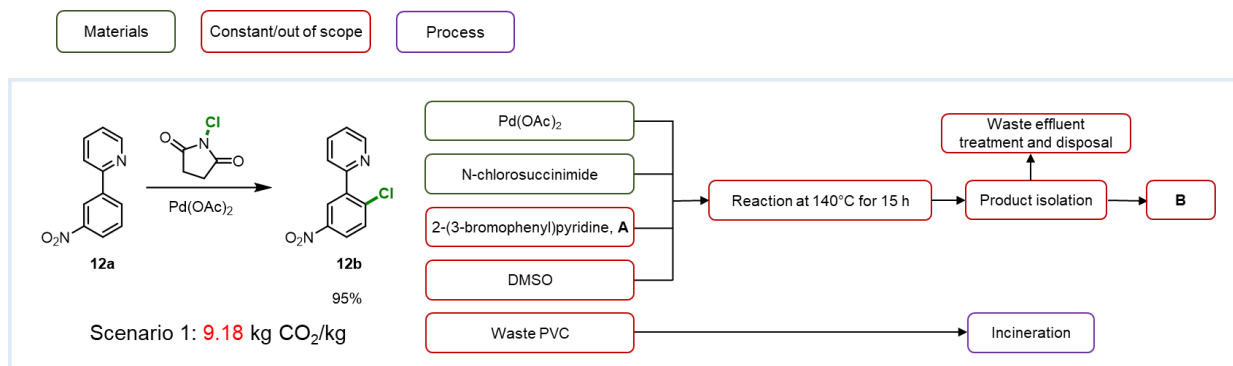 Materials
Constant/out of scope
Process
Cl
N
O
O
N
Pd(OAc)2
O2N
12a
N
Cl
O2N
12b
95%
Scenario 1: 9.18 kg CO2/kg
Pd(OAc)2
N-chlorosuccinimide
2-(3-bromophenyl)pyridine, A
DMSO
Waste PVC
Reaction at 140°C for 15 h
Waste effluent
treatment and disposal
Product isolation
B
Incineration